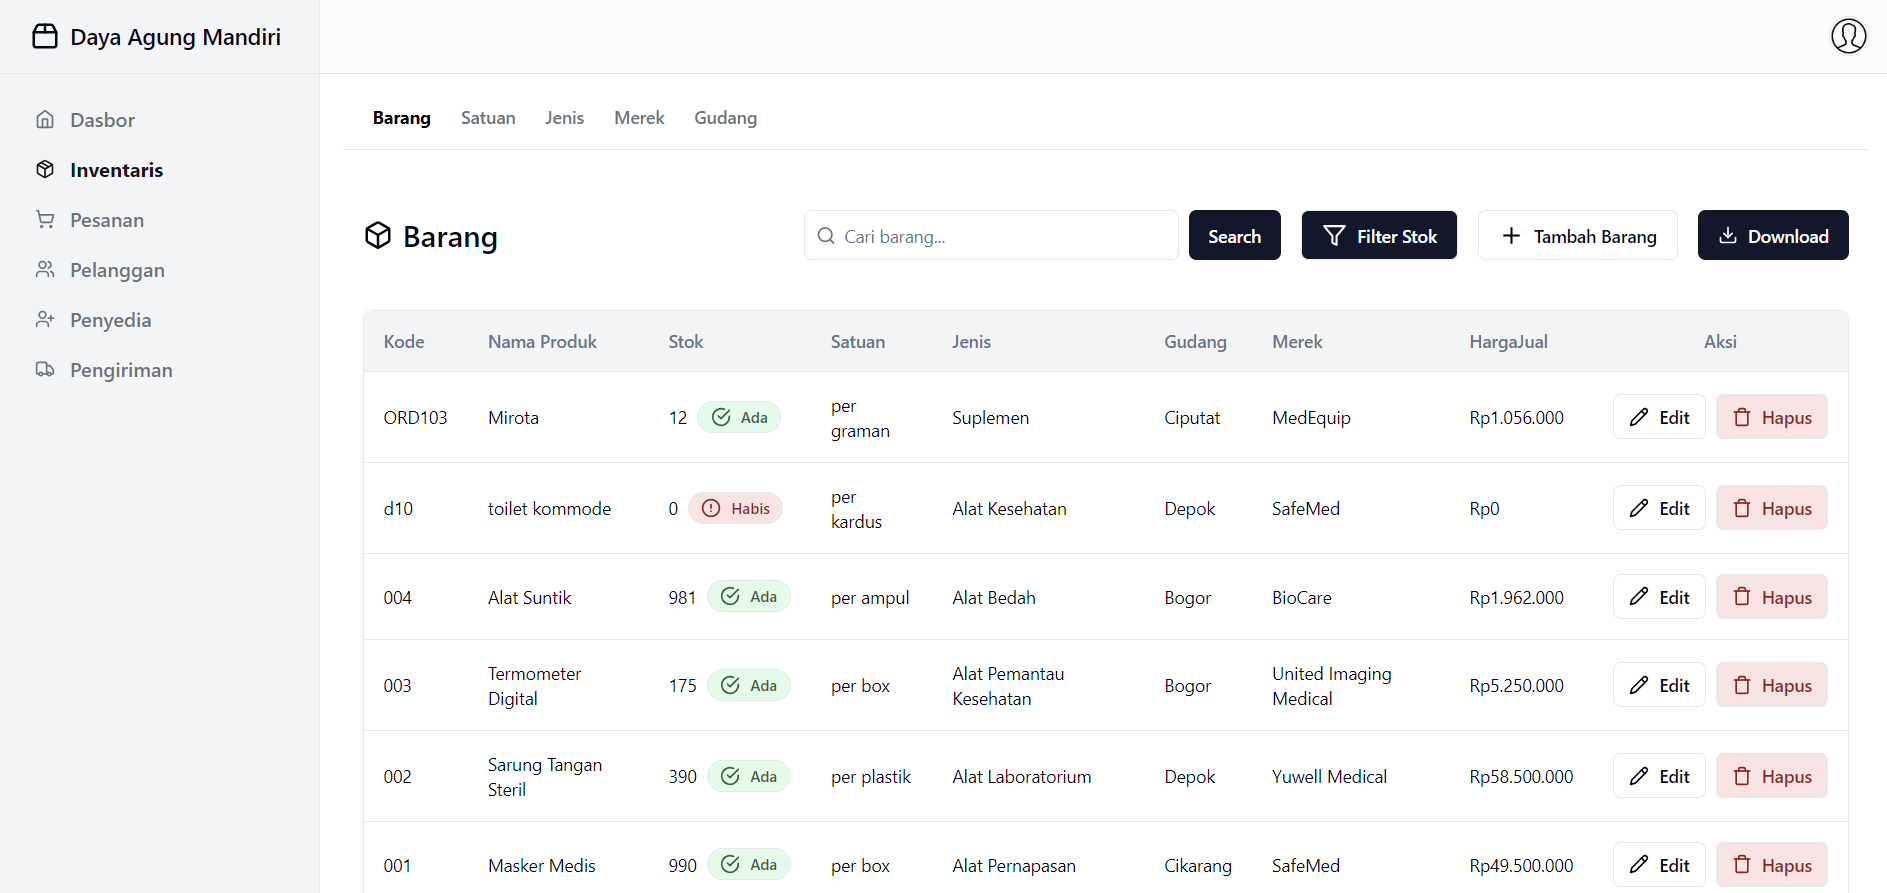 Daya Agung Mandiri
Dasbor
Inventaris
Pesanan
Pelanggan
Penyedia
Pengiriman
Barang Satuan Jenis Merek Gudang
Barang Cari barang... Search Filter Stok Tambah Barang Download
Kode Nama Produk Stok Satuan Jenis Gudang Merek HargaJual Aksi
ORD103 Mirota 12 Ada per graman Suplemen Ciputat MedEquip Rp1.056.000 Edit Hapus
d10 toilet kommode 0 Habis per kardus Alat Kesehatan Depok SafeMed Rp0 Edit Hapus
004 Alat Suntik 981 Ada per ampul Alat Bedah Bogor BioCare Rp1.962.000 Edit Hapus
003 Termometer Digital 175 Ada per box Alat Pemantau Kesehatan Bogor United Imaging Medical Rp5.250.000 Edit Hapus
002 Sarung Tangan Steril 390 Ada per plastik Alat Laboratorium Depok Yuwell Medical Rp58.500.000 Edit Hapus
001 Masker Medis 990 Ada per box Alat Pernapasan Cikarang SafeMed Rp49.500.000 Edit Hapus